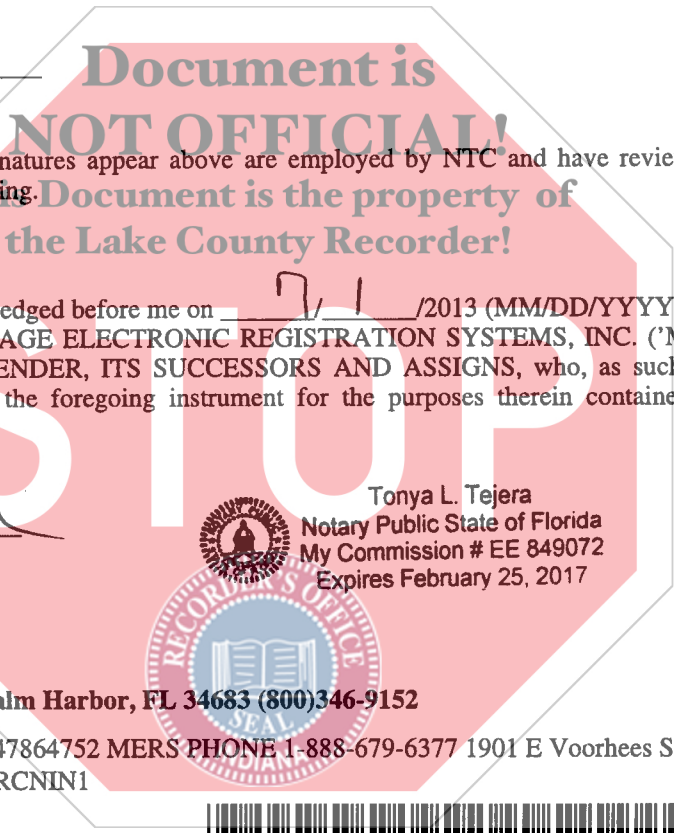 Document is
NOT OFFICIAL!
natures appear above are employed by NTC and have revie
ing.
is Document is the property of
the Lake County Recorder!
edged before me on 7/1/2013 (MM/DD/YYYY
AGE ELECTRONIC REGISTRATION SYSTEMS, INC. ('M
ENDER, ITS SUCCESSORS AND ASSIGNS, who, as such
the foregoing instrument for the purposes therein containe
STOP
Tonya L. Tejera
Notary Public State of Florida
My Commission # EE 849072
Expires February 25, 2017
RECORDER'S OFFICE
SEAL
INDIANA
alm Harbor, FL 34683 (800)346-9152
47864752 MERS PHONE 1-888-679-6377 1901 E Voorhees S
RCNIN1